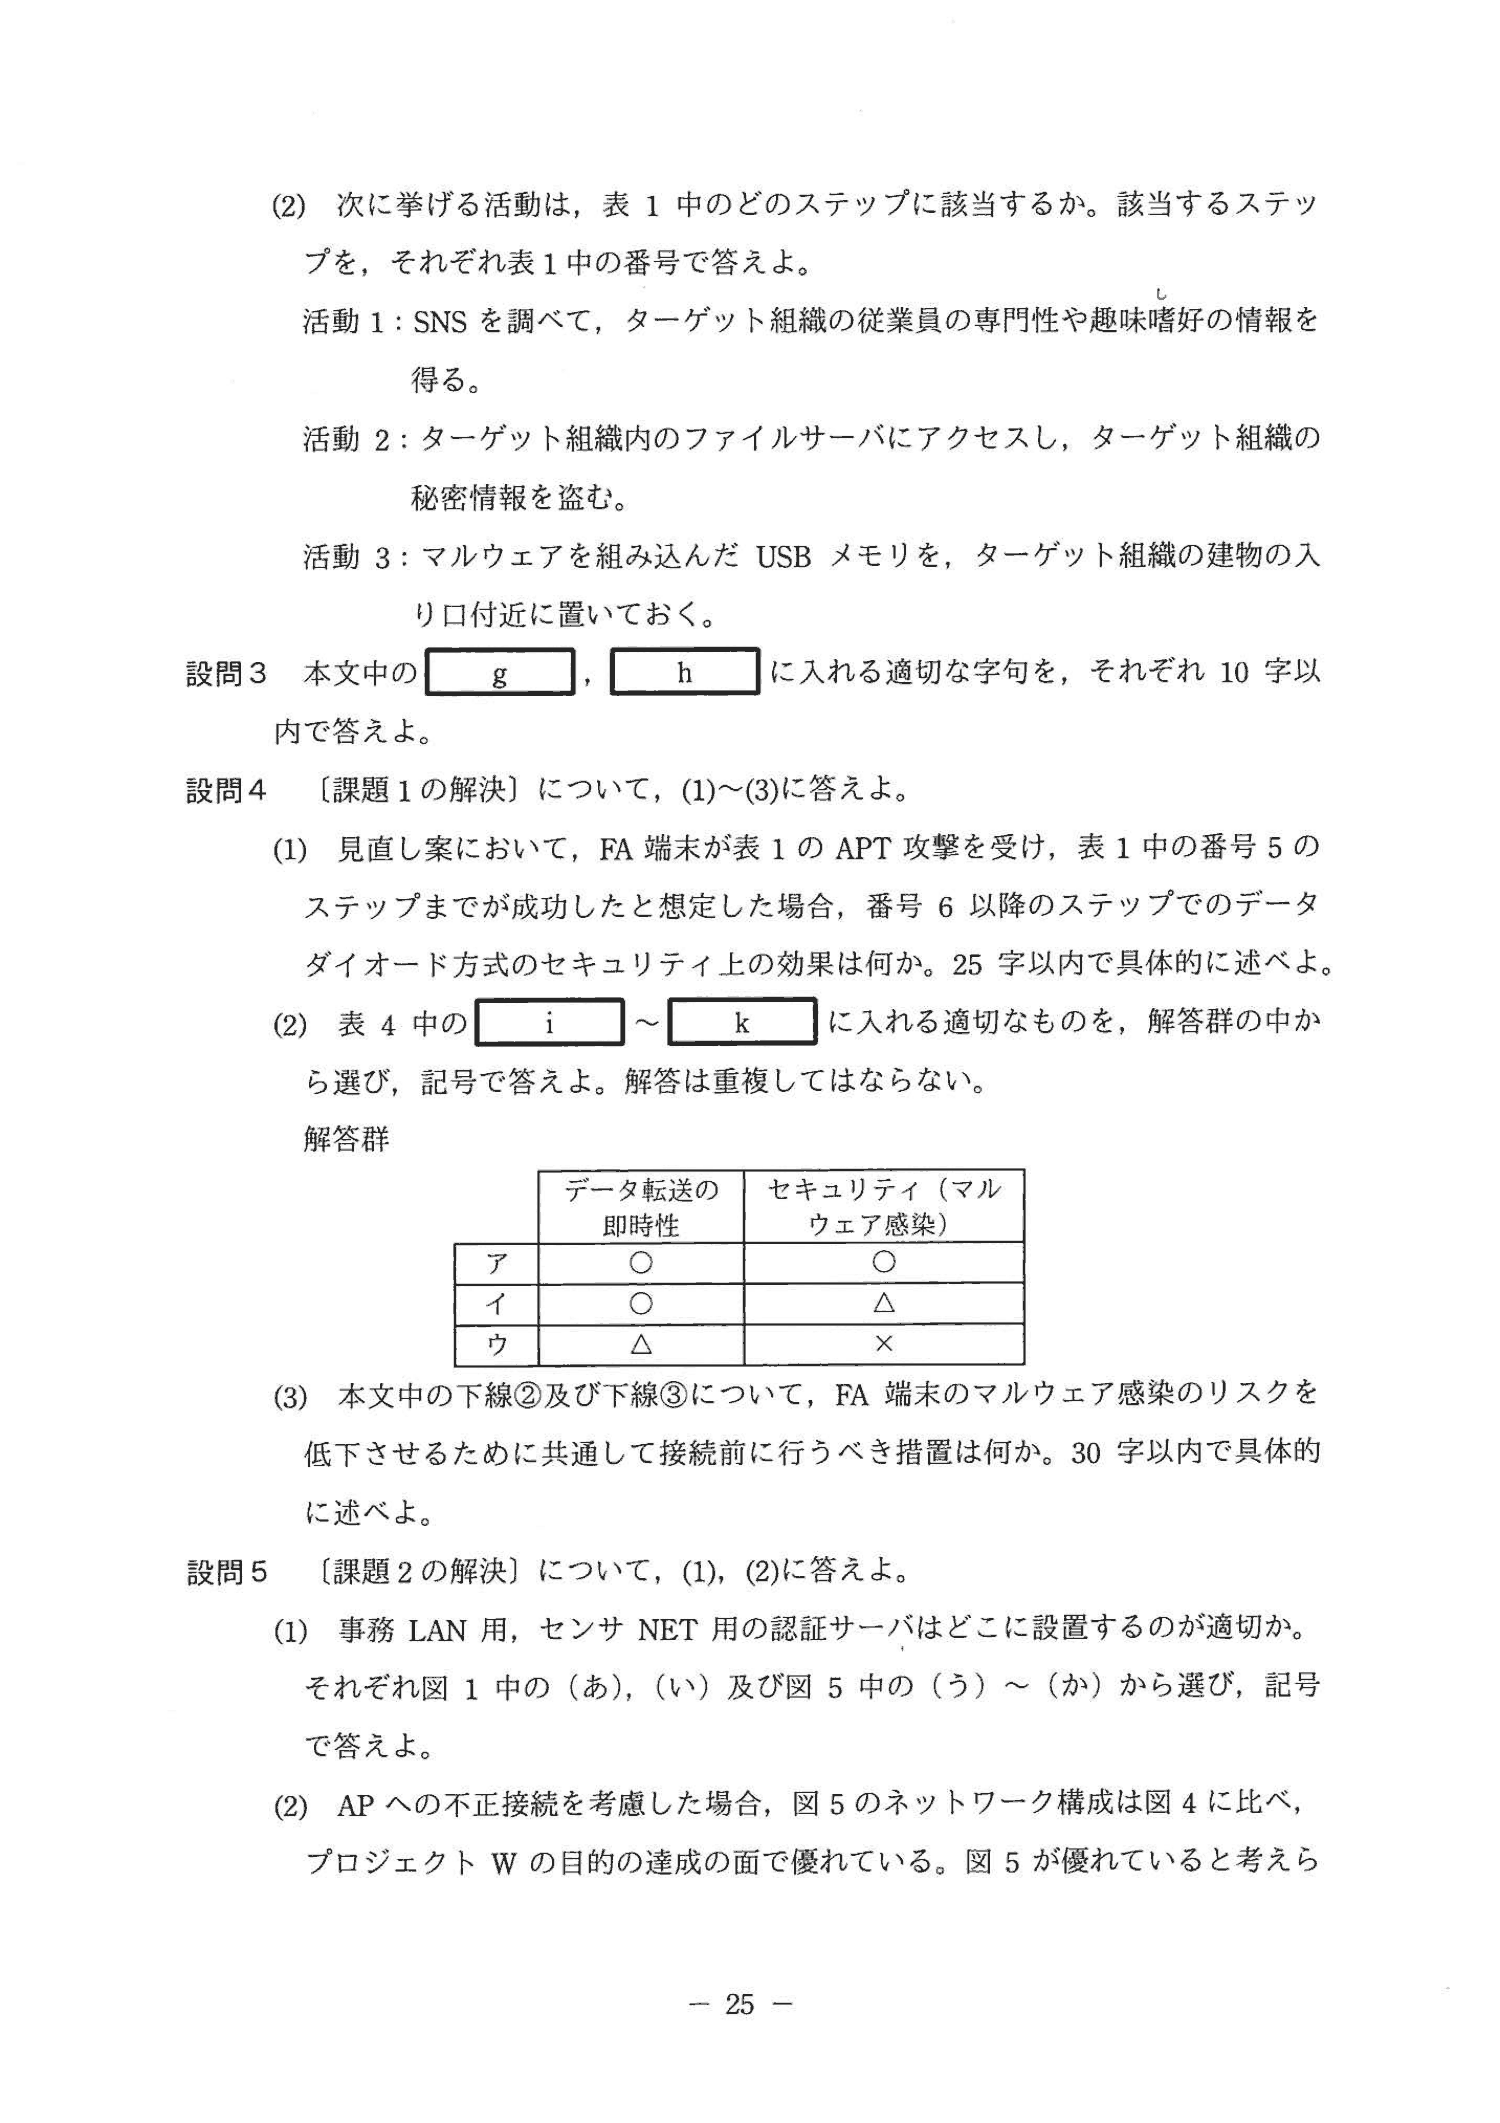 (2) 次に挙げる活動は，表 1 中のどのステップに該当するか。該当するステッ
プを，それぞれ表 1 中の番号で答えよ。
し
活動 1：SNS を調べて，ターゲット組織の従業員の専門性や趣味嗜好の情報を
得る。
活動 2：ターゲット組織内のファイルサーバにアクセスし，ターゲット組織の
秘密情報を盗む。
活動 3：マルウェアを組み込んだ USB メモリを，ターゲット組織の建物の入
り口付近に置いておく。
設問3 本文中の g ， h に入れる適切な字句を，それぞれ 10 字以
内で答えよ。
設問4 〔課題 1 の解決〕について，(1)～(3)に答えよ。
(1) 見直し案において，FA 端末が表 1 の APT 攻撃を受け，表 1 中の番号 5 の
ステップまでが成功したと想定した場合，番号 6 以降のステップでのデータ
ダイオード方式のセキュリティ上の効果は何か。25 字以内で具体的に述べよ。
(2) 表 4 中の i ～ k に入れる適切なものを，解答群の中か
ら選び，記号で答えよ。解答は重複してはならない。
解答群
データ転送の セキュリティ（マル
即時性 ウェア感染）
ア ○ ○
イ ○ △
ウ △ ×
(3) 本文中の下線②及び下線③について，FA 端末のマルウェア感染のリスクを
低下させるために共通して接続前に行うべき措置は何か。30 字以内で具体的
に述べよ。
設問5 〔課題 2 の解決〕について，(1)，(2)に答えよ。
(1) 事務 LAN 用，センサ NET 用の認証サーバはどこに設置するのが適切か。
それぞれ図 1 中の（あ），（い）及び図 5 中の（う）～（か）から選び，記号
で答えよ。
(2) AP への不正接続を考慮した場合，図 5 のネットワーク構成は図 4 に比べ，
プロジェクト W の目的の達成の面で優れている。図 5 が優れていると考えら
－ 25 －